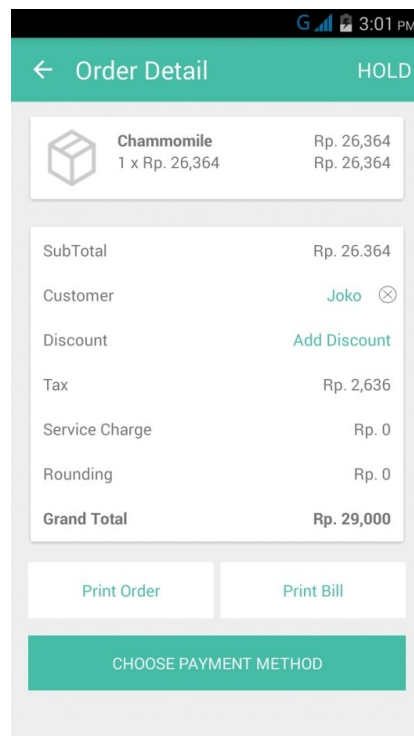 G 3:01 PM
Order Detail HOLD
Chammomile Rp. 26,364
1 x Rp. 26,364 Rp. 26,364
SubTotal Rp. 26.364
Customer Joko
Discount Add Discount
Tax Rp. 2,636
Service Charge Rp. 0
Rounding Rp. 0
Grand Total Rp. 29,000
Print Order Print Bill
CHOOSE PAYMENT METHOD